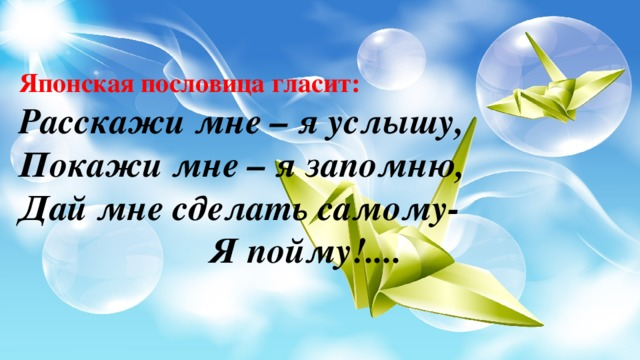 Японская пословица гласит:
Расскажи мне – я услышу,
Покажи мне – я запомню,
Дай мне сделать самому-
Я пойму!....